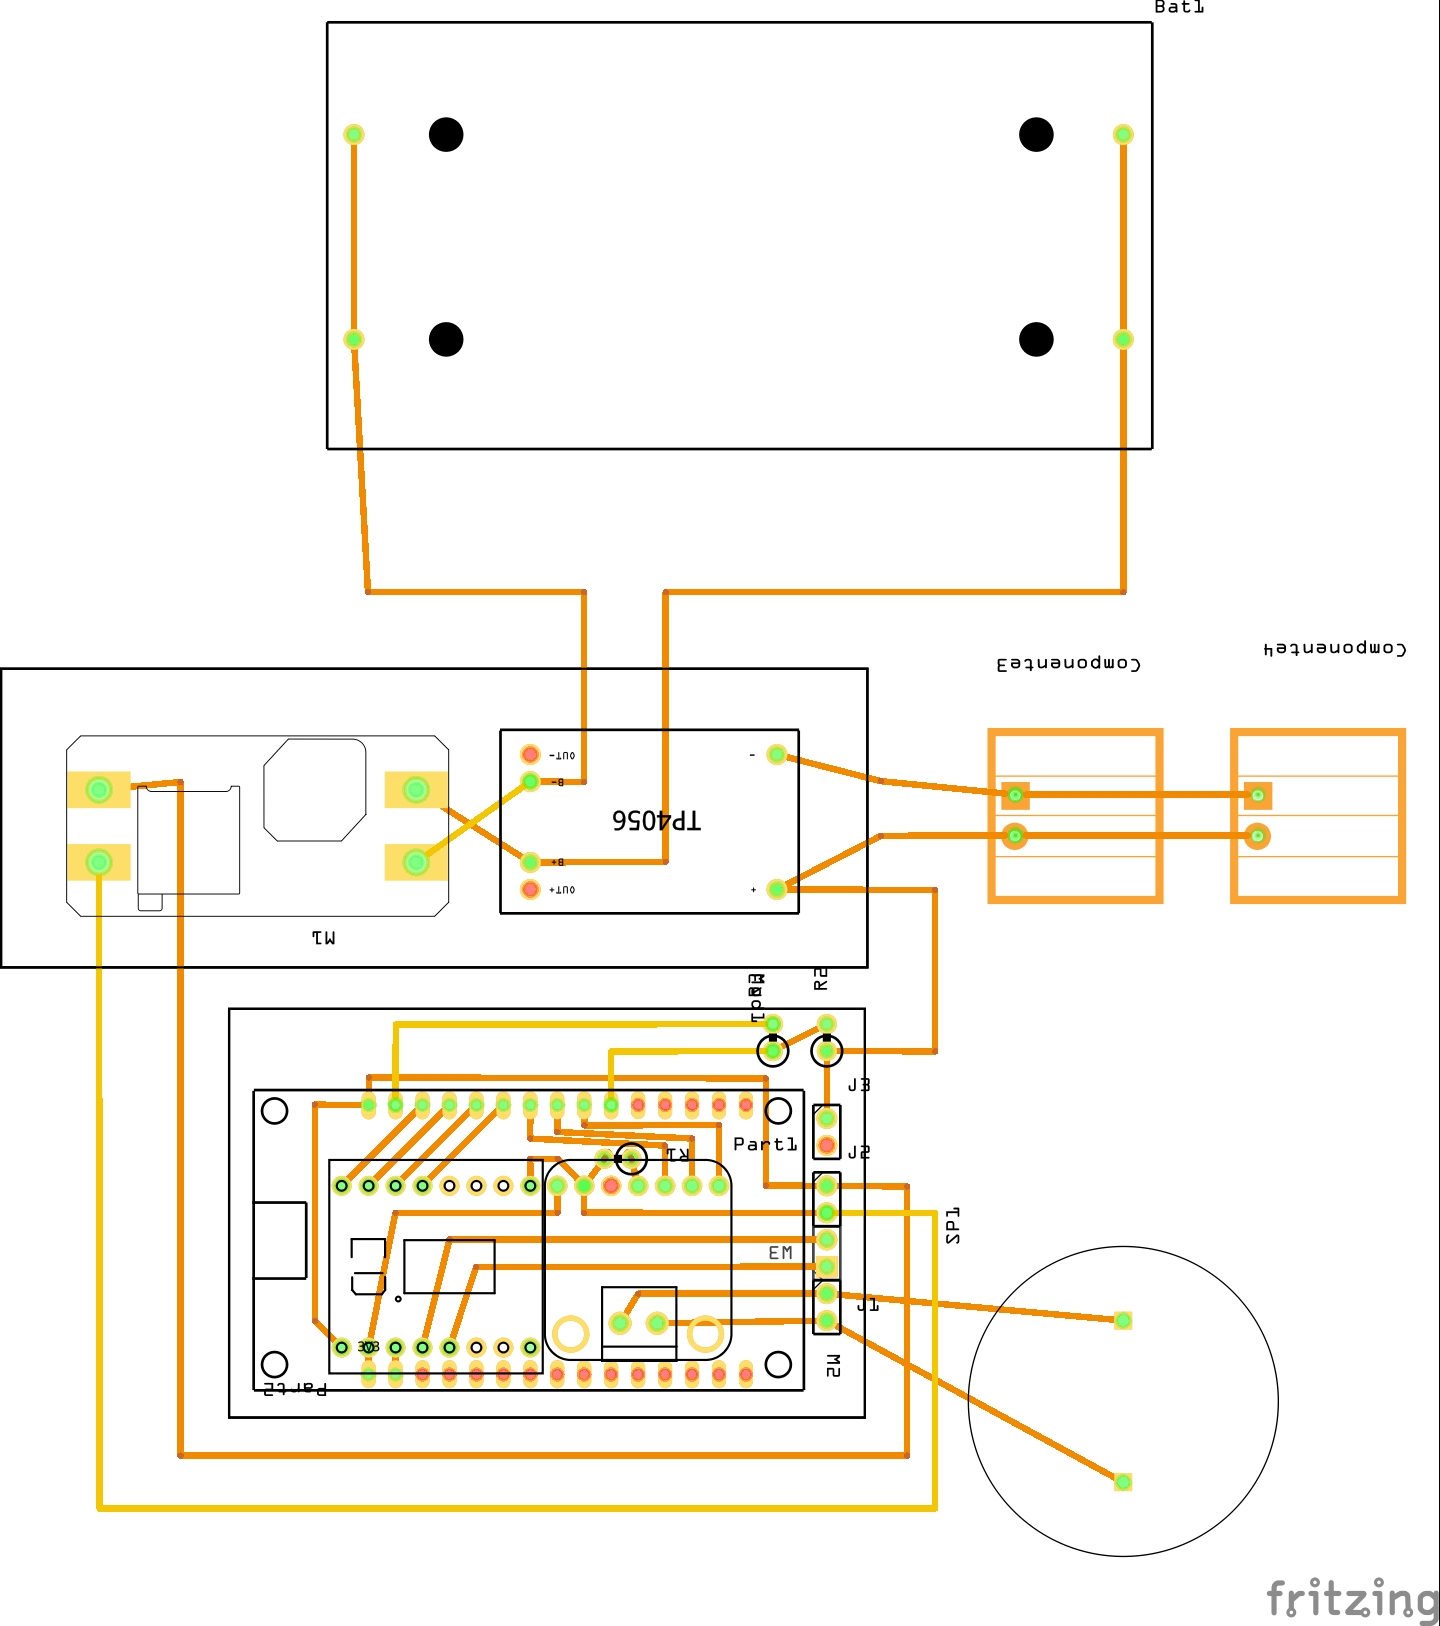 Bat1
Componente4
Componente3
OUT-
-
B-
TP4056
B+
OUT+
+
M1
R2
J3
Part1
J2
R1
SP1
EM
J1
3V3
M2
Part2
fritzing